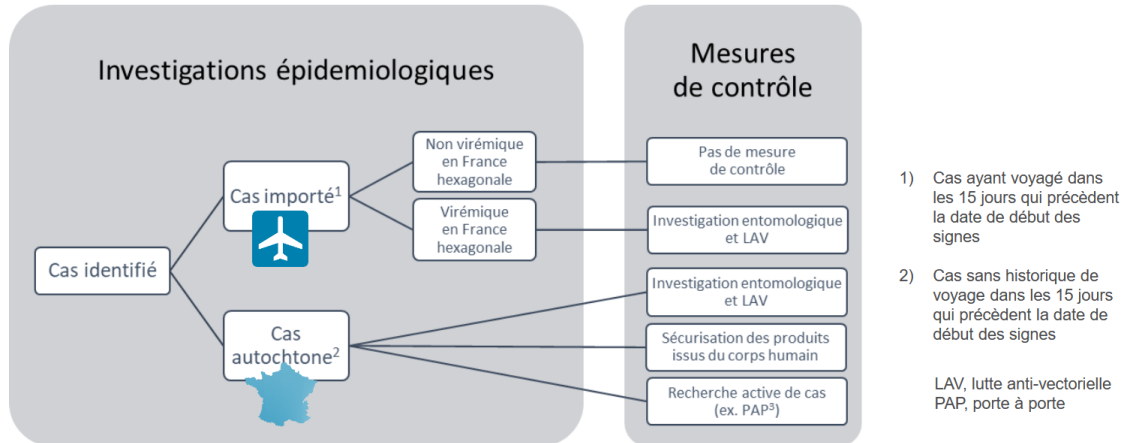 Investigations épidemiologiques
Mesures
de contrôle
Cas identifié
Cas importé¹
Cas
autochtone²
Non virémique
en France
hexagonale
Virémique
en France
hexagonale
Pas de mesure
de contrôle
Investigation entomologique
et LAV
Investigation entomologique
et LAV
Sécurisation des produits
issus du corps humain
Recherche active de cas
(ex. PAP³)
1) Cas ayant voyagé dans
les 15 jours qui précèdent
la date de début des
signes
2) Cas sans historique de
voyage dans les 15 jours
qui précèdent la date de
début des signes
LAV, lutte anti-vectorielle
PAP, porte à porte